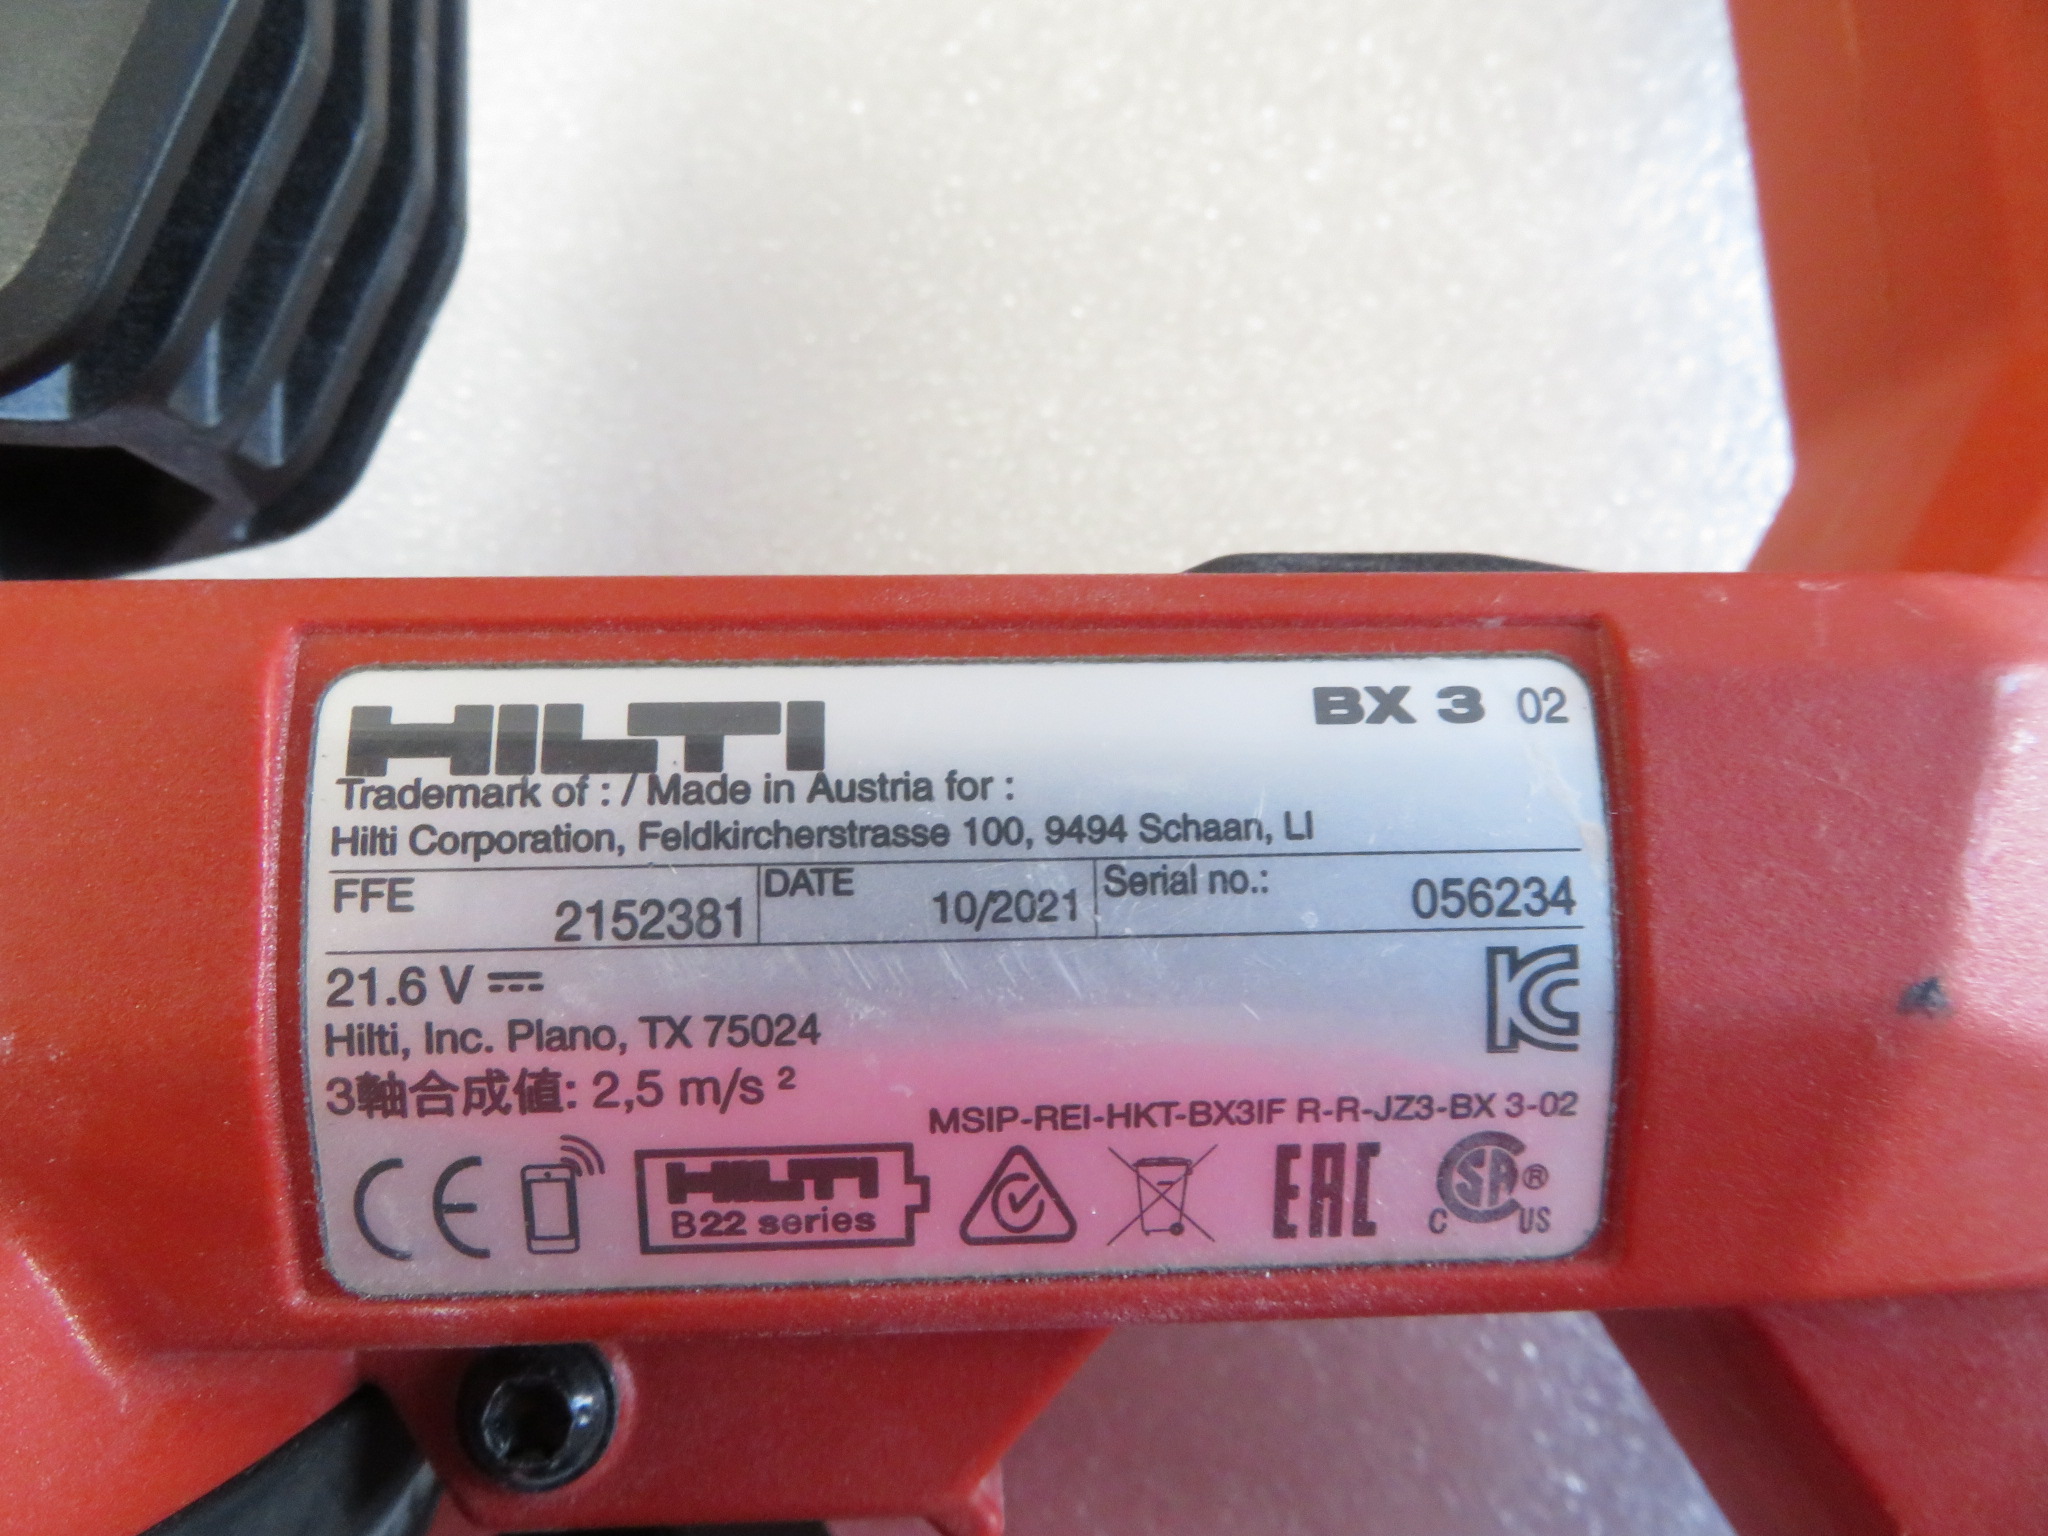 HILTI BX 3 02
Trademark of : / Made in Austria for :
Hilti Corporation, Feldkircherstrasse 100, 9494 Schaan, LI
FFE 2152381 DATE 10/2021 Serial no.: 056234
21.6 V
Hilti, Inc. Plano, TX 75024
3軸合成値: 2,5 m/s ²
MSIP-REI-HKT-BX3IF R-R-JZ3-BX 3-02
CE HILTI EAC SA ®
B22 series C US